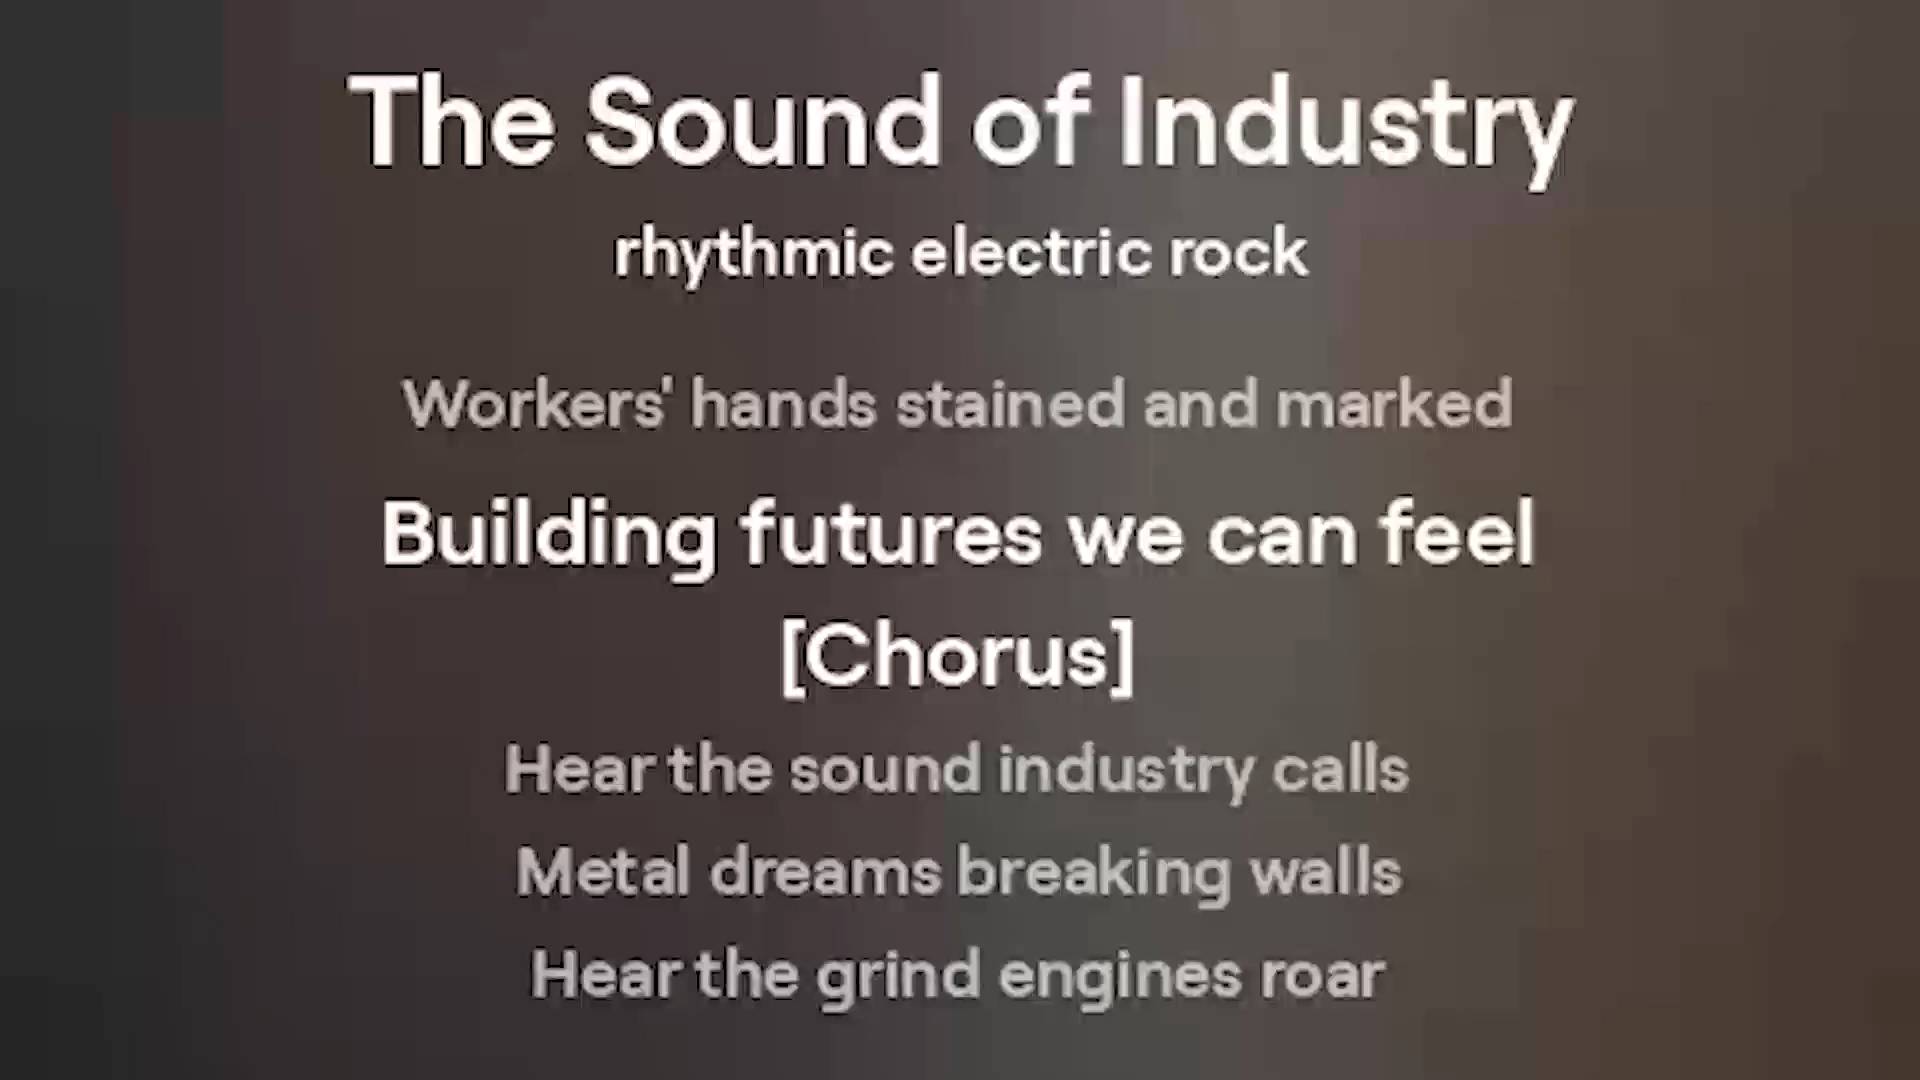 The Sound of Industry
rhythmic electric rock
Workers' hands stained and marked
Building futures we can feel
[Chorus]
Hear the sound industry calls
Metal dreams breaking walls
Hear the grind engines roar